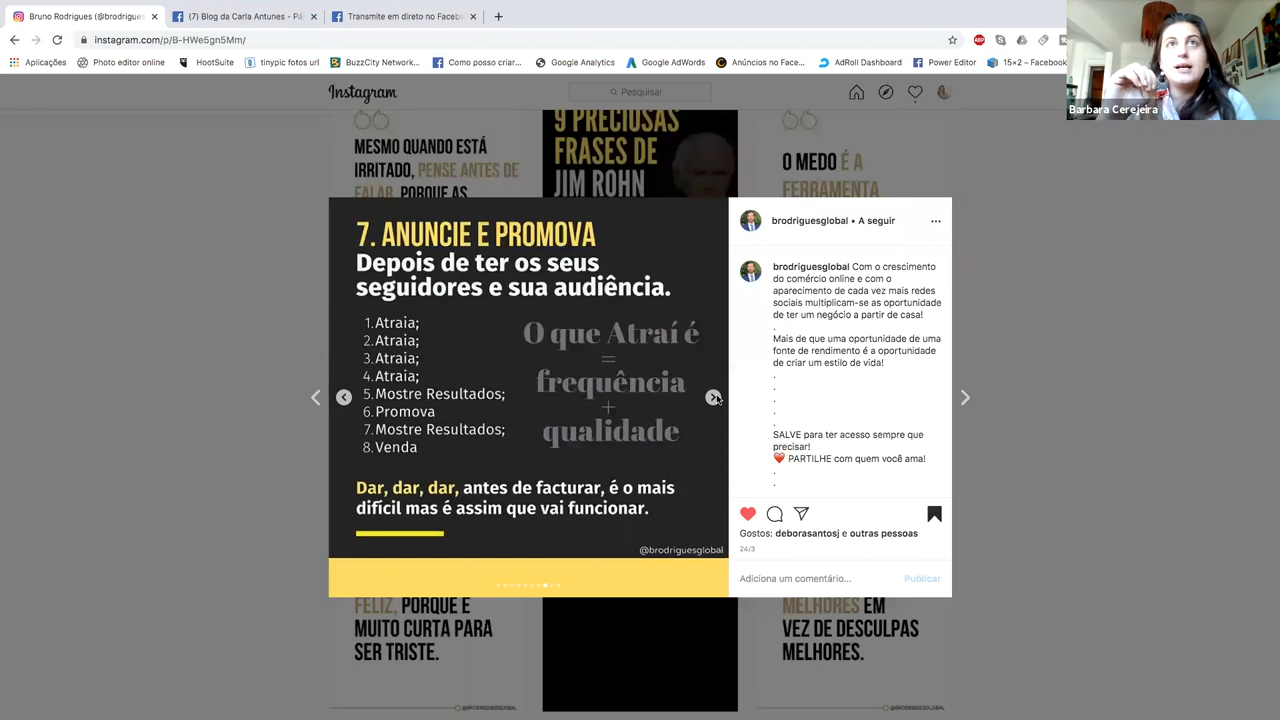 Bruno Rodrigues (@brodrigues
(7) Blog da Carla Antunes - Pá
Transmite em direto no Faceb
instagram.com/p/B-HWe5gn5Mm/
Aplicações
Photo editor online
HootSuite
tinypic fotos url
BuzzCity Network...
Como posso criar...
Google Analytics
Google AdWords
Anúncios no Face...
AdRoll Dashboard
Power Editor
15×2 – Facebook
Barbara Cerejeira
Instagram
Pesquisar
MESMO QUANDO ESTÁ
IRRITADO, PENSE ANTES DE
FALAR, PORQUE AS
9 PRECIOSAS
FRASES DE
JIM ROHN
O MEDO É A
FERRAMENTA
7. ANUNCIE E PROMOVA
Depois de ter os seus
seguidores e sua audiência.
1. Atraia;
2. Atraia;
3. Atraia;
4. Atraia;
5. Mostre Resultados;
6. Promova
7. Mostre Resultados;
8. Venda
O que Atraí é
=
frequência
+
qualidade
Dar, dar, dar, antes de facturar, é o mais
difícil mas é assim que vai funcionar.
@brodriguesglobal
brodriguesglobal • A seguir
brodriguesglobal Com o crescimento
do comércio online e com o
aparecimento de cada vez mais redes
sociais multiplicam-se as oportunidade
de ter um negócio a partir de casa!
.
Mais de que uma oportunidade de uma
fonte de rendimento é a oportunidade
de criar um estilo de vida!
.
.
.
.
.
SALVE para ter acesso sempre que
precisar!
❤️ PARTILHE com quem você ama!
.
.
Gostos: deborasantosj e outras pessoas
24/3
Adiciona um comentário...
Publicar
FELIZ, PORQUE É
MUITO CURTA PARA
SER TRISTE.
@BRODRIGUESGLOBAL
MELHORES EM
VEZ DE DESCULPAS
MELHORES.
@BRODRIGUESGLOBAL